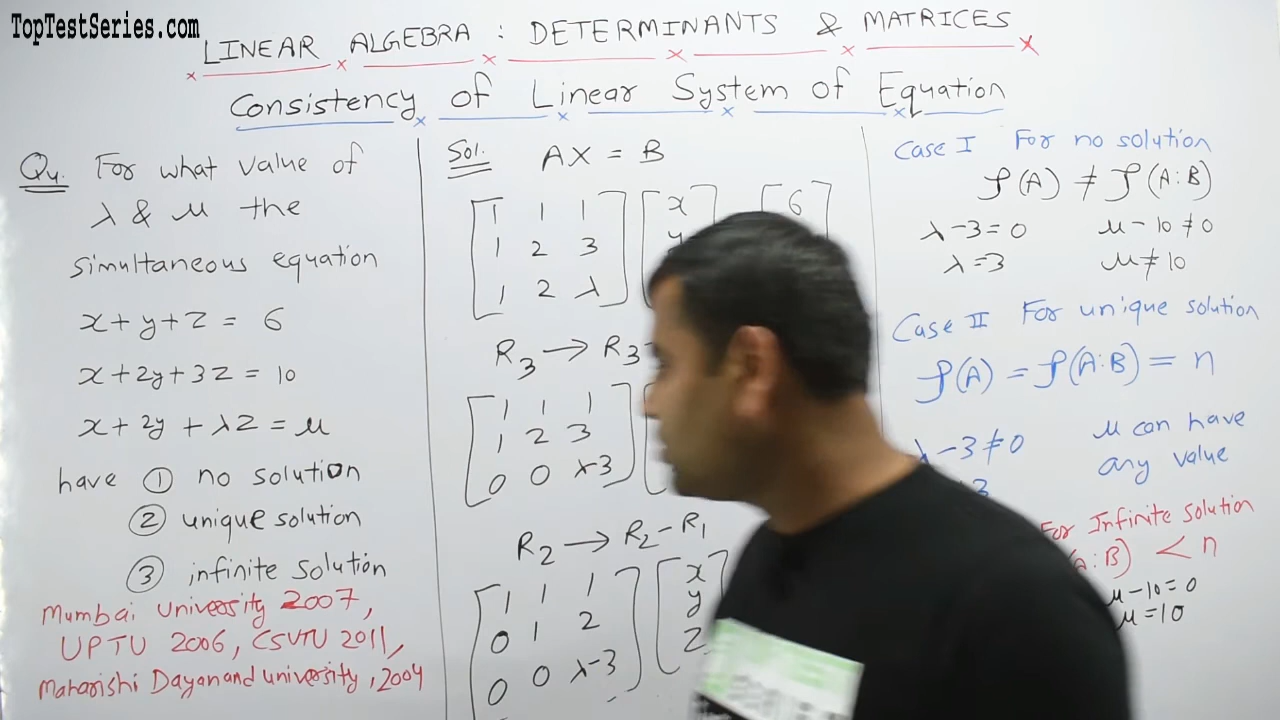 TopTestSeries.com
LINEAR ALGEBRA : DETERMINANTS & MATRICES
Consistency of Linear System of Equation
Q4. For what value of
λ & μ the
simultaneous equation
x + y + z = 6
x + 2y + 3z = 10
x + 2y + λz = μ
have ① no solution
② unique solution
③ infinite solution
Mumbai University 2007,
UPTU 2006, CSVTU 2011,
Maharishi Dayanand University, 2004
Sol. AX = B
1 1 1 x 6
1 2 3
1 2 λ
R3 → R3
1 1 1
1 2 3
0 0 λ-3
R2 → R2 - R1
1 1 1 x
0 1 2 y
0 0 λ-3 z
Case I For no solution
ρ(A) ≠ ρ(A:B)
λ-3=0 μ-10≠0
λ=3 μ≠10
Case II For unique solution
ρ(A) = ρ(A:B) = n
λ-3≠0 μ can have
3 any value
For Infinite solution
A:B) < n
μ-10=0
μ=10